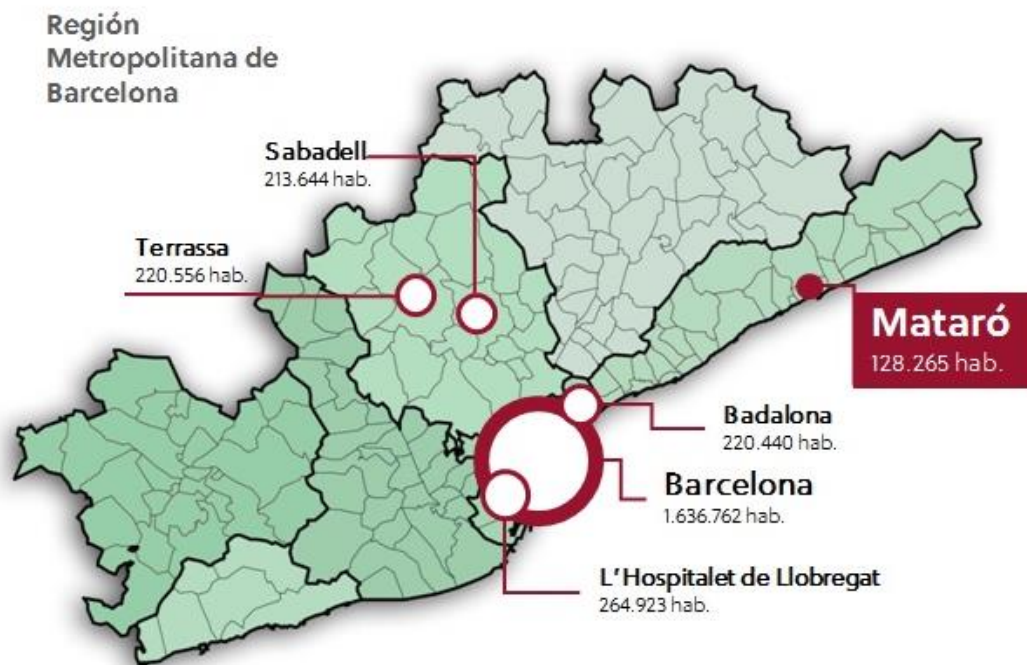 Región
Metropolitana de
Barcelona
Sabadell
213.644 hab.
Terrassa
220.556 hab.
Mataró
128.265 hab.
Badalona
220.440 hab.
Barcelona
1.636.762 hab.
L'Hospitalet de Llobregat
264.923 hab.